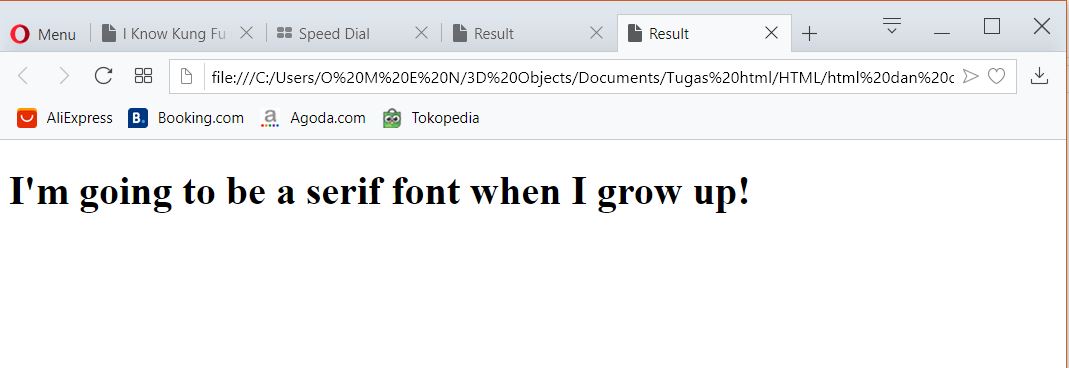 Menu I Know Kung Fu Speed Dial Result Result
file:///C:/Users/O%20M%20E%20N/3D%20Objects/Documents/Tugas%20html/HTML/html%20dan%20c
B. AliExpress Booking.com a Agoda.com Tokopedia
I'm going to be a serif font when I grow up!